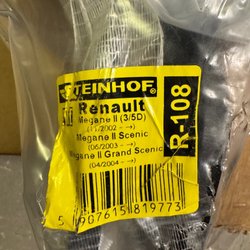 STEINHOF
Renault
Megane II (3/5D)
(11/2002 - →)
Megane II Scenic
(06/2003 - →)
Megane II Grand Scenic
(04/2004 - →)
R-108
5 907615 819773